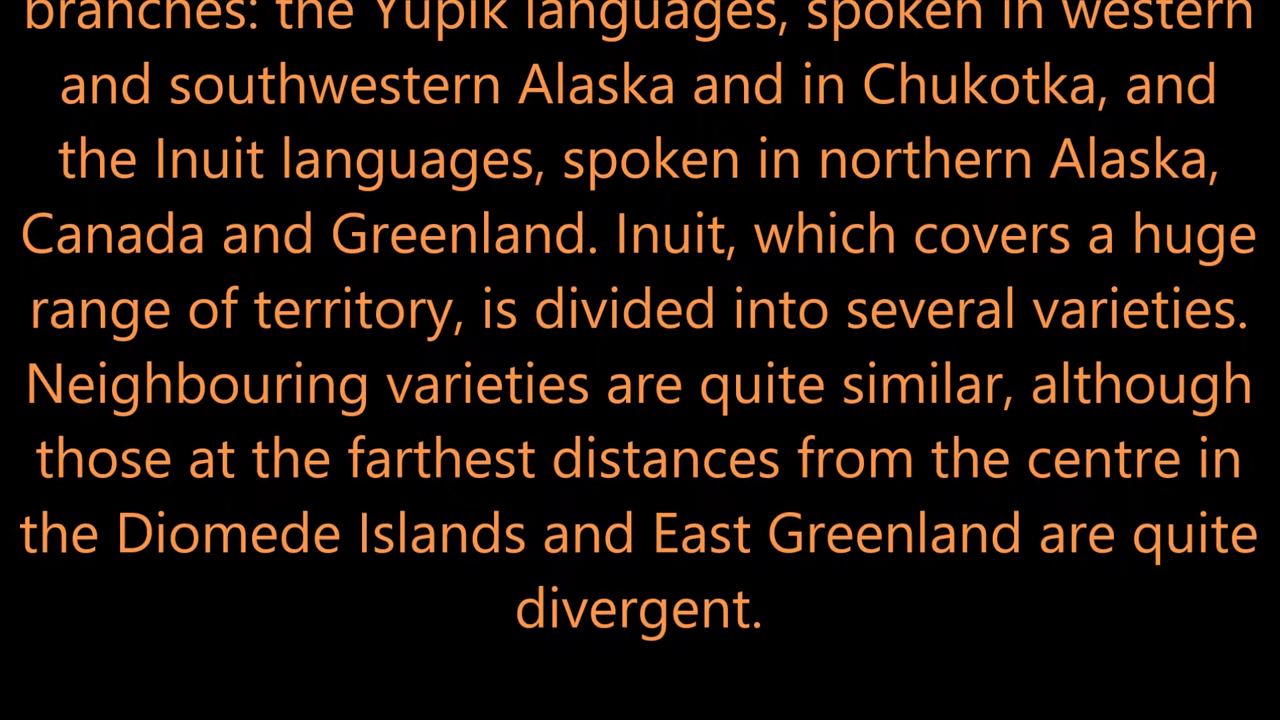 branches: the Yupik languages, spoken in western
and southwestern Alaska and in Chukotka, and
the Inuit languages, spoken in northern Alaska,
Canada and Greenland. Inuit, which covers a huge
range of territory, is divided into several varieties.
Neighbouring varieties are quite similar, although
those at the farthest distances from the centre in
the Diomede Islands and East Greenland are quite
divergent.